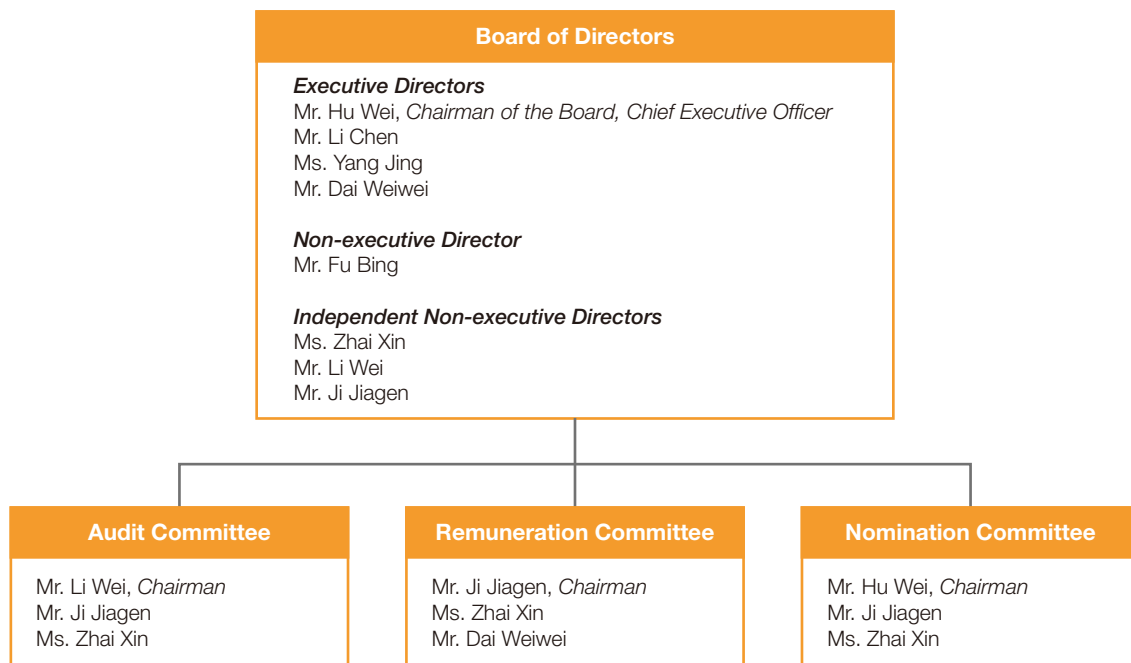 Board of Directors
Executive Directors
Mr. Hu Wei, Chairman of the Board, Chief Executive Officer
Mr. Li Chen
Ms. Yang Jing
Mr. Dai Weiwei
Non-executive Director
Mr. Fu Bing
Independent Non-executive Directors
Ms. Zhai Xin
Mr. Li Wei
Mr. Ji Jiagen
Audit Committee
Mr. Li Wei, Chairman
Mr. Ji Jiagen
Ms. Zhai Xin
Remuneration Committee
Mr. Ji Jiagen, Chairman
Ms. Zhai Xin
Mr. Dai Weiwei
Nomination Committee
Mr. Hu Wei, Chairman
Mr. Ji Jiagen
Ms. Zhai Xin